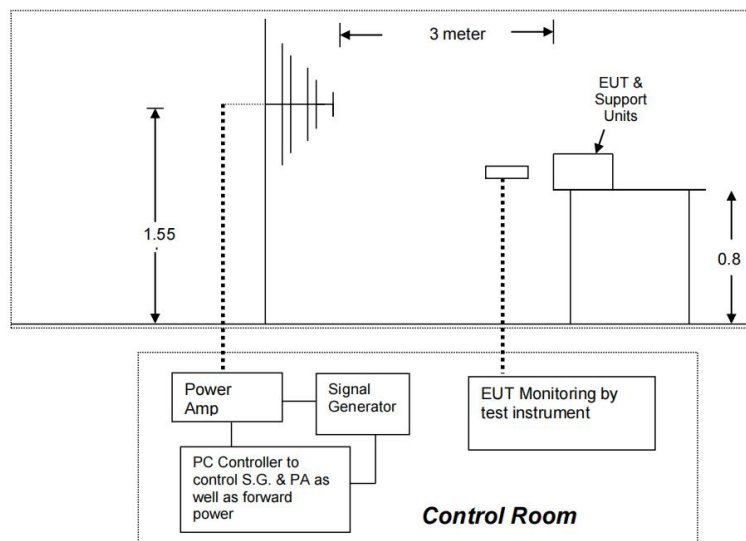 3 meter
EUT &
Support
Units
1.55
0.8
Power
Amp
Signal
Generator
EUT Monitoring by
test instrument
PC Controller to
control S.G. & PA as
well as forward
power
Control Room